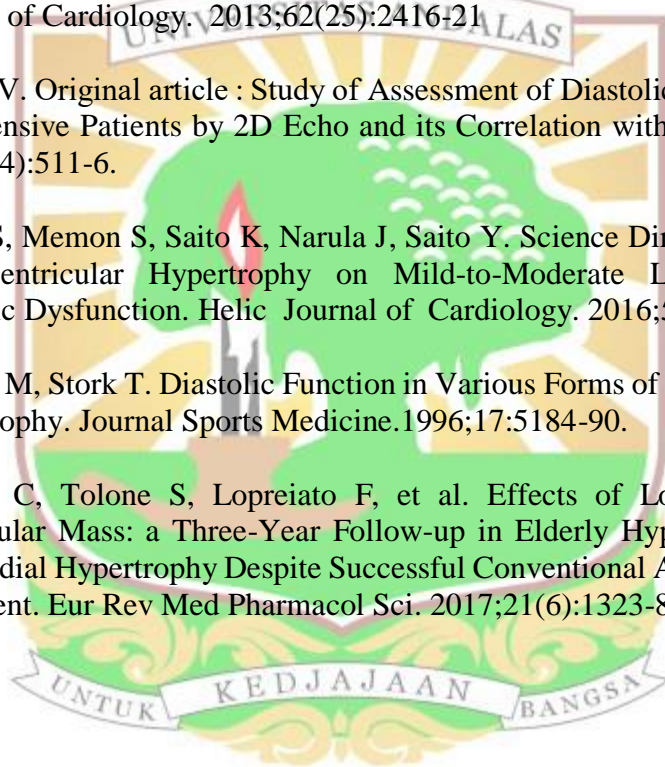 of Cardiology. 2013;62(25):2416-21
UNIVERSITAS ANDALAS
V. Original article : Study of Assessment of Diastolic
ensive Patients by 2D Echo and its Correlation with
4):511-6.
S, Memon S, Saito K, Narula J, Saito Y. Science Dir
entricular Hypertrophy on Mild-to-Moderate L
ic Dysfunction. Helic Journal of Cardiology. 2016;5
M, Stork T. Diastolic Function in Various Forms of
ophy. Journal Sports Medicine.1996;17:5184-90.
C, Tolone S, Lopreiato F, et al. Effects of Lo
ular Mass: a Three-Year Follow-up in Elderly Hyp
dial Hypertrophy Despite Successful Conventional A
ent. Eur Rev Med Pharmacol Sci. 2017;21(6):1323-8
UNTUK KEDJAJAAN BANGSA